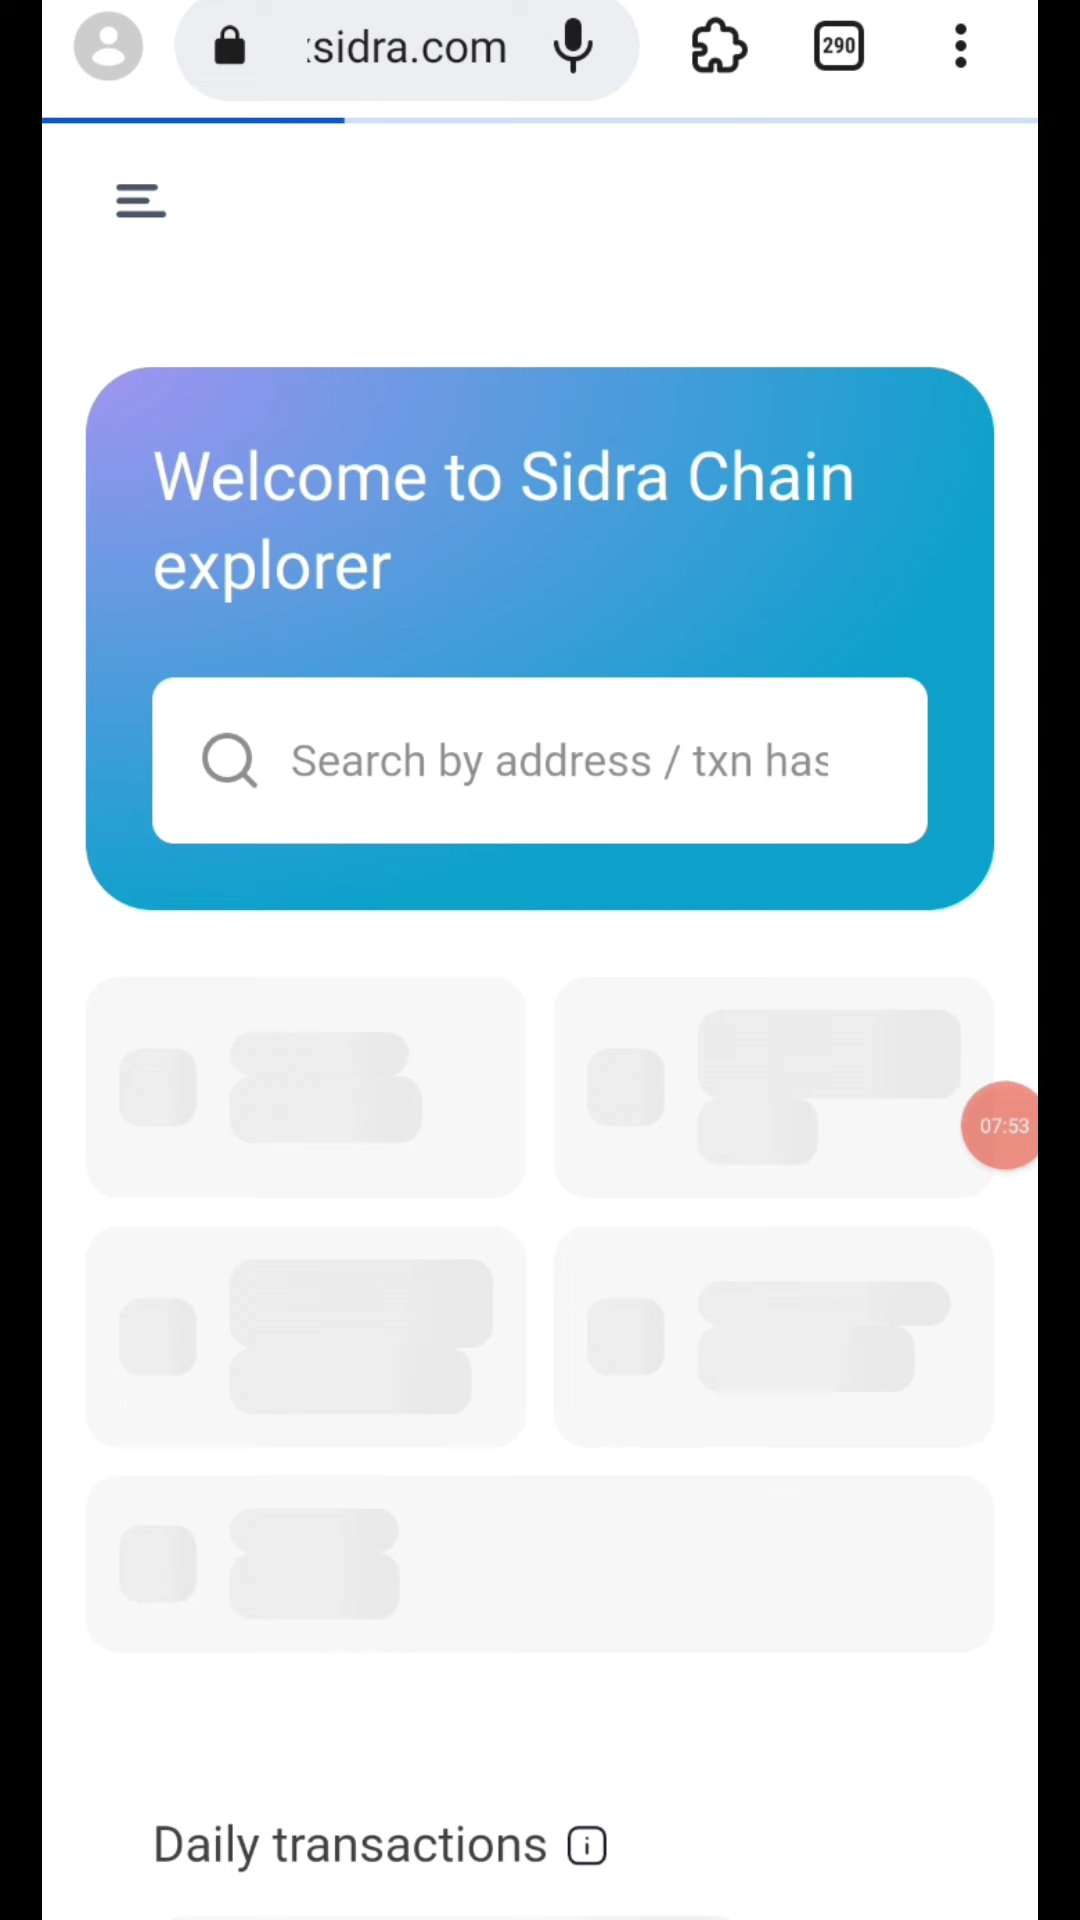 sidra.com
290
Welcome to Sidra Chain
explorer
Search by address / txn has
07:53
Daily transactions